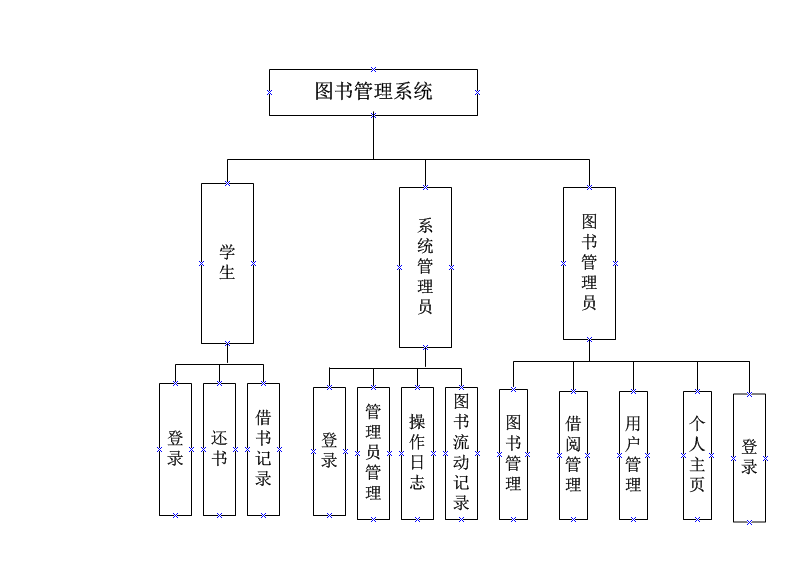 图书管理系统
学生
系统管理员
图书管理员
登录
还书
借书记录
登录
管理员管理
操作日志
图书流动记录
图书管理
借阅管理
用户管理
个人主页
登录